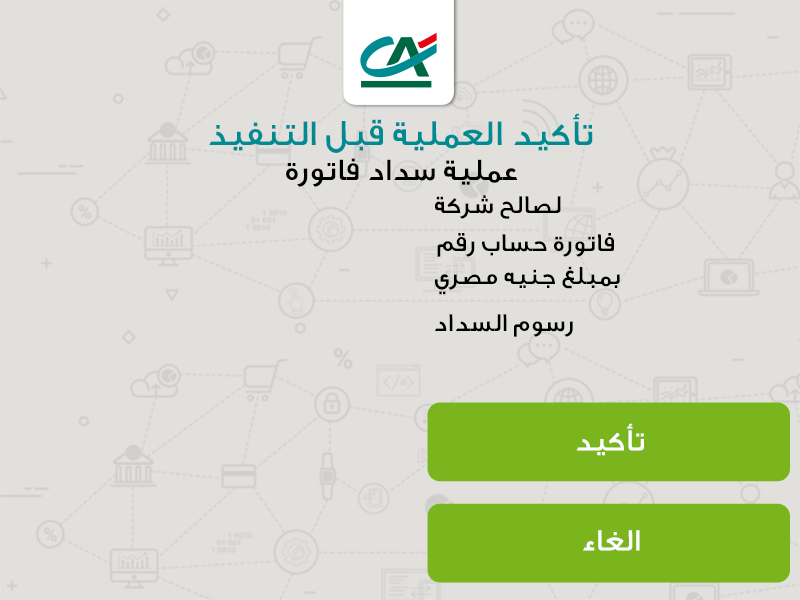 CA
تأكيد العملية قبل التنفيذ
عملية سداد فاتورة
لصالح شركة
فاتورة حساب رقم
بمبلغ جنيه مصري
رسوم السداد
تأكيد
الغاء